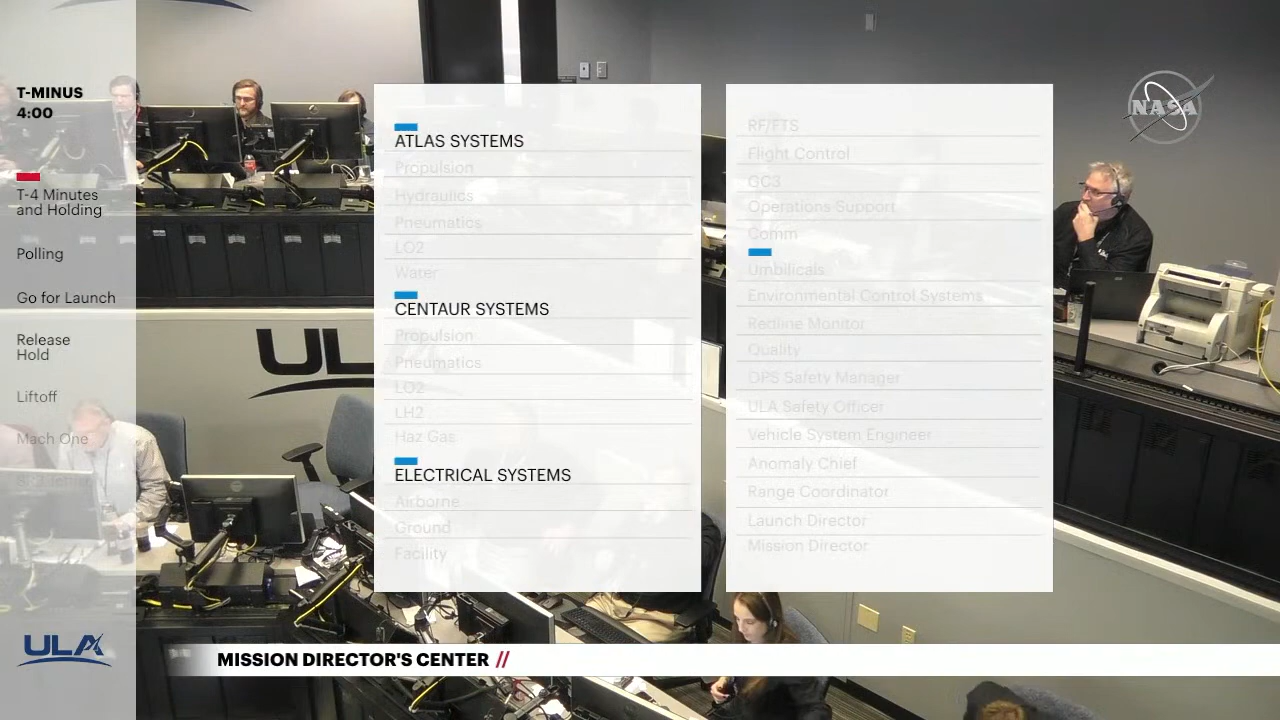 T-MINUS
4:00
T-4 Minutes
and Holding
Polling
Go for Launch
Release
Hold
Liftoff
Mach One
ULA
ATLAS SYSTEMS
Propulsion
Hydraulics
Pneumatics
LO2
Water
CENTAUR SYSTEMS
Propulsion
Pneumatics
LO2
LH2
Haz Gas
ELECTRICAL SYSTEMS
Airborne
Ground
Facility
RF/FTS
Flight Control
GC3
Operations Support
Comm
Umbilicals
Environmental Control Systems
Redline Monitor
Quality
OPS Safety Manager
ULA Safety Officer
Vehicle System Engineer
Anomaly Chief
Range Coordinator
Launch Director
Mission Director
NASA
UL
MISSION DIRECTOR'S CENTER //